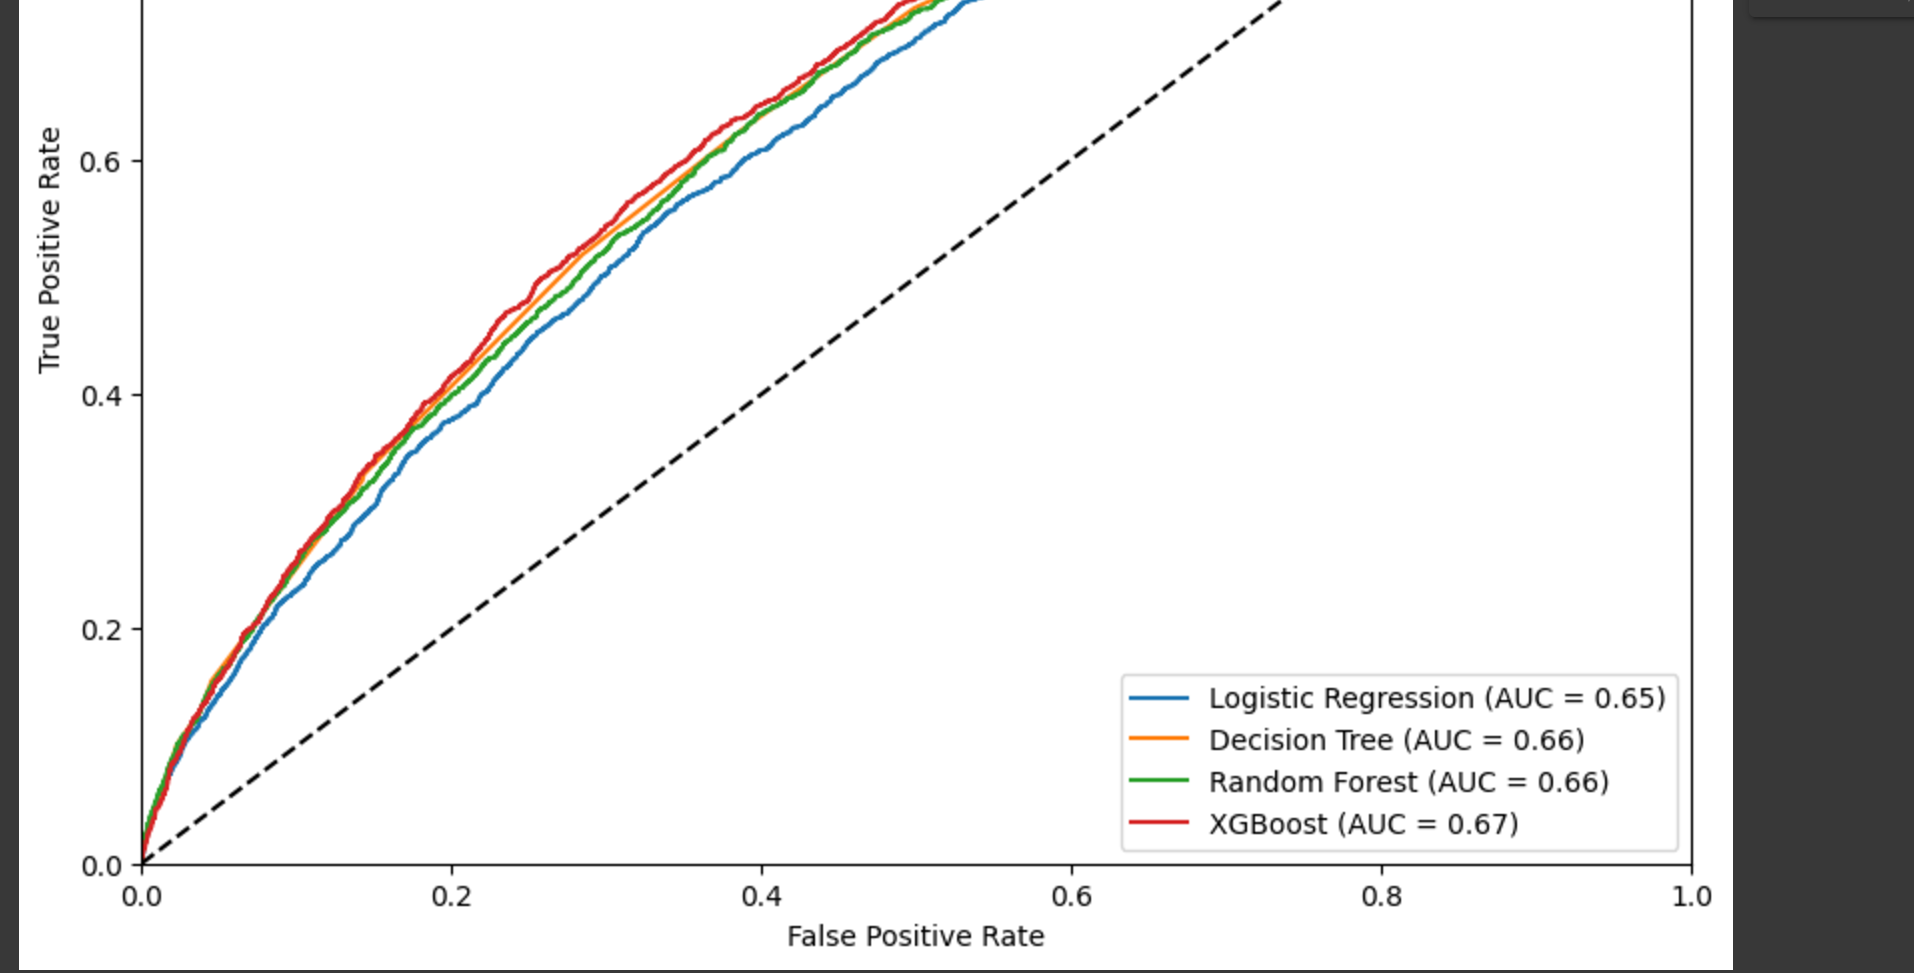 True Positive Rate
0.6
0.4
0.2
0.0
0.0 0.2 0.4 0.6 0.8 1.0
False Positive Rate
Logistic Regression (AUC = 0.65)
Decision Tree (AUC = 0.66)
Random Forest (AUC = 0.66)
XGBoost (AUC = 0.67)